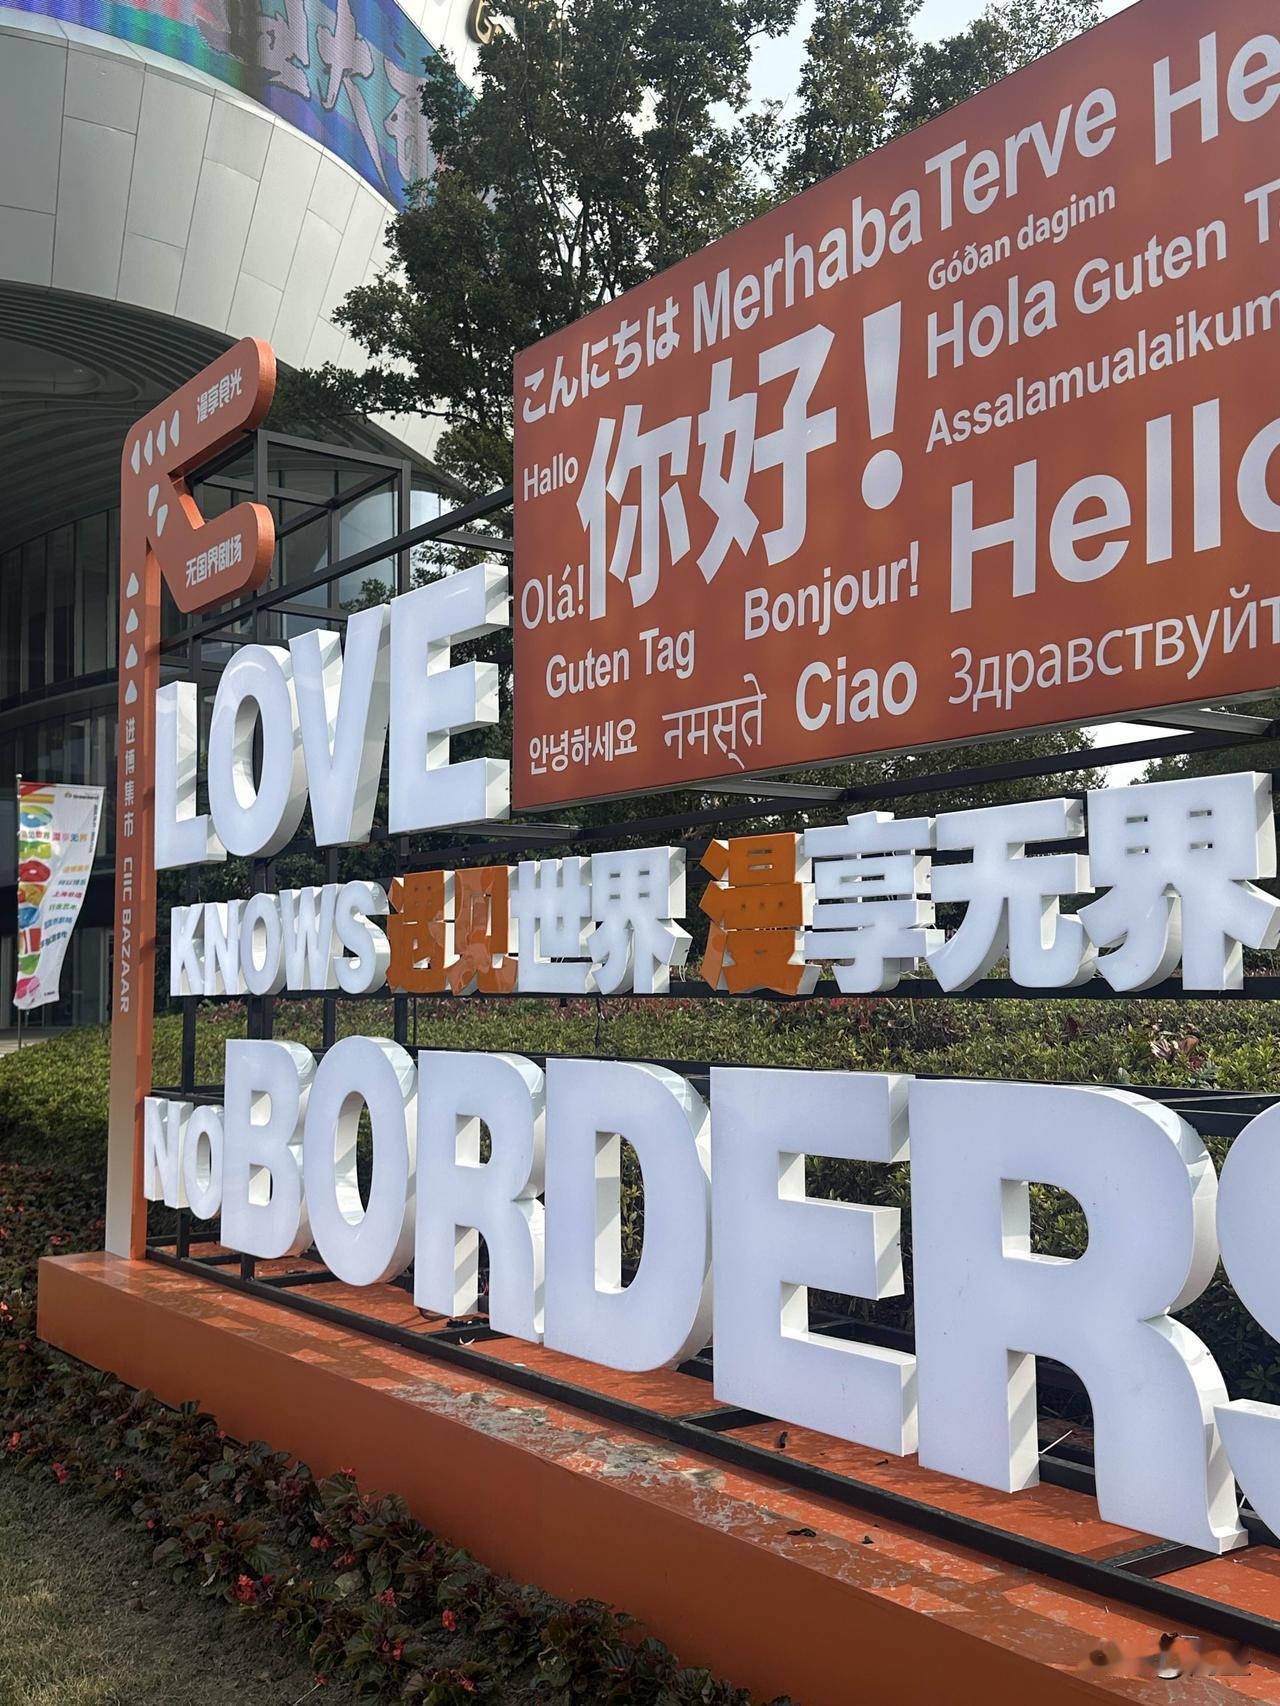 漫享食光
无国界剧场
进博集市 CIIC BAZAAR
こんにちは Merhaba Terve He
Góðan daginn
Hallo 你好! Hola Guten T
Assalamualaikum
Olá! Bonjour! Hello
Guten Tag
안녕하세요 नमस्ते Ciao Здравствуйт
LOVE
KNOWS 遇见世界 漫享无界
NO BORDERS